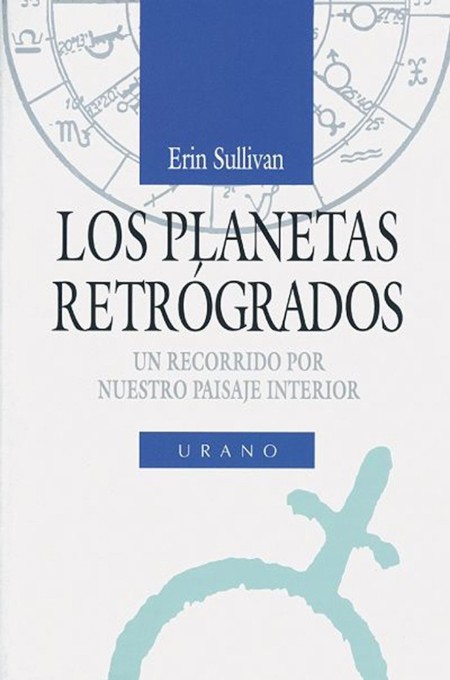 Erin Sullivan
LOS PLANETAS
RETRÓGRADOS
UN RECORRIDO POR
NUESTRO PAISAJE INTERIOR
URANO